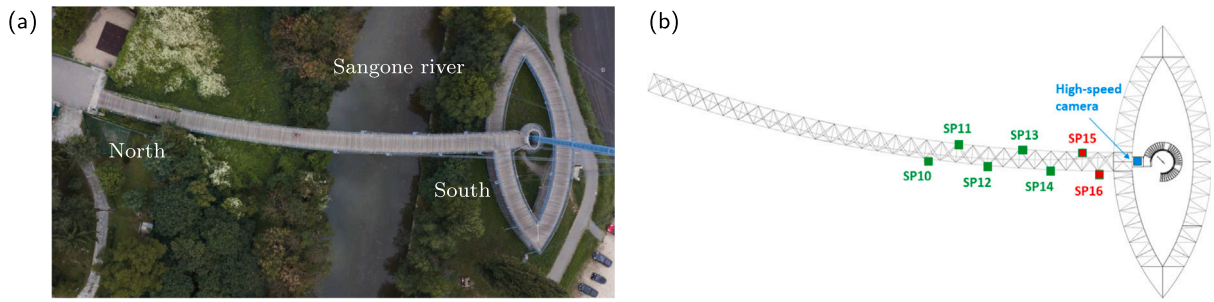 (a)
Sangone river
North
South
(b)
High-speed
camera
SP11
SP13
SP15
SP10
SP12
SP14
SP16